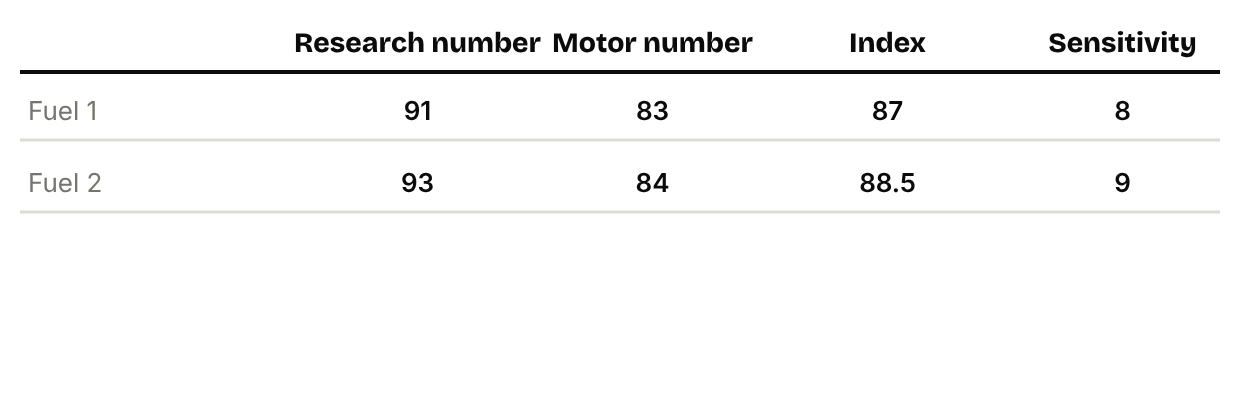 Research number Motor number Index Sensitivity
Fuel 1 91 83 87 8
Fuel 2 93 84 88.5 9